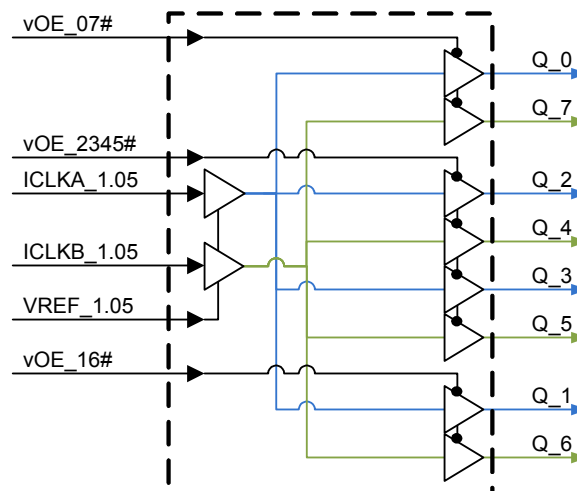 vOE_07#
Q_0
Q_7
vOE_2345#
ICLKA_1.05
Q_2
Q_4
ICLKB_1.05
Q_3
VREF_1.05
Q_5
vOE_16#
Q_1
Q_6